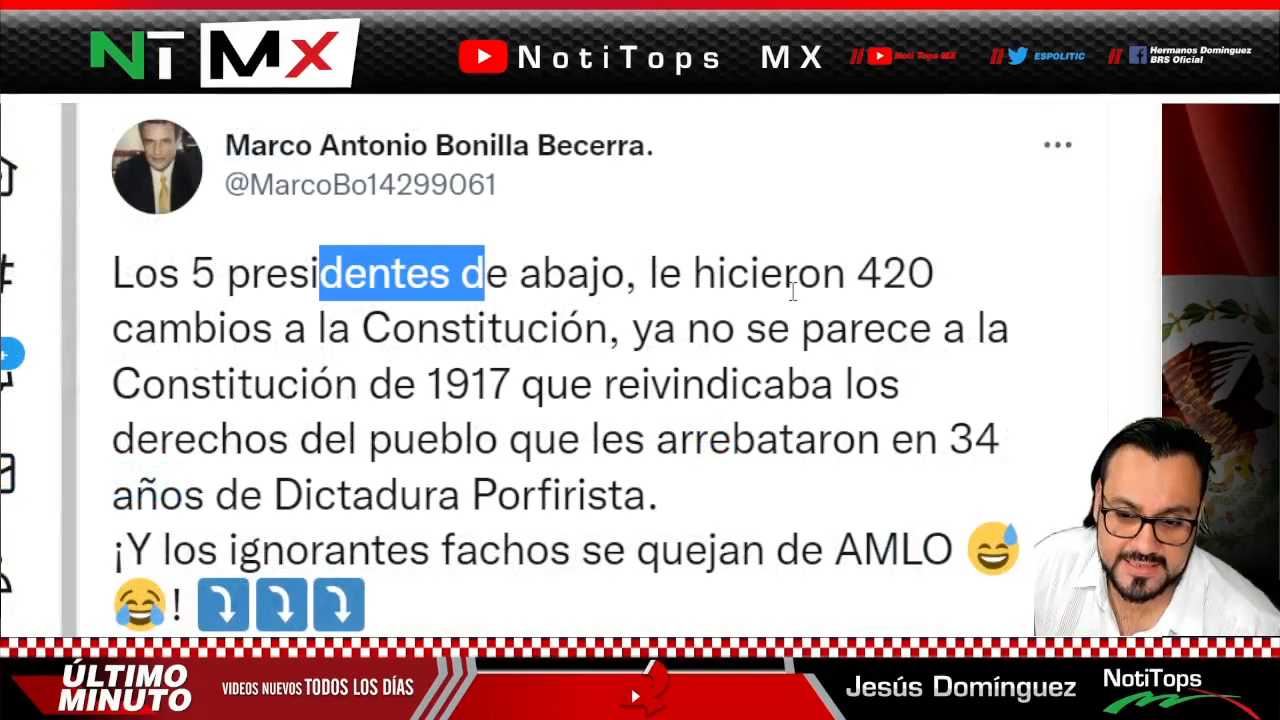 NT MX
NotiTops MX
// Noti Tops MX
// ESPOLITIC
// Hermanos Dominguez
BRS Oficial
Marco Antonio Bonilla Becerra.
@MarcoBo14299061
Los 5 presidentes de abajo, le hicieron 420
cambios a la Constitución, ya no se parece a la
Constitución de 1917 que reivindicaba los
derechos del pueblo que les arrebataron en 34
años de Dictadura Porfirista.
¡Y los ignorantes fachos se quejan de AMLO 😅
😂! ⤵️⤵️⤵️
ÚLTIMO
MINUTO
VIDEOS NUEVOS TODOS LOS DÍAS
Jesús Domínguez
NotiTops